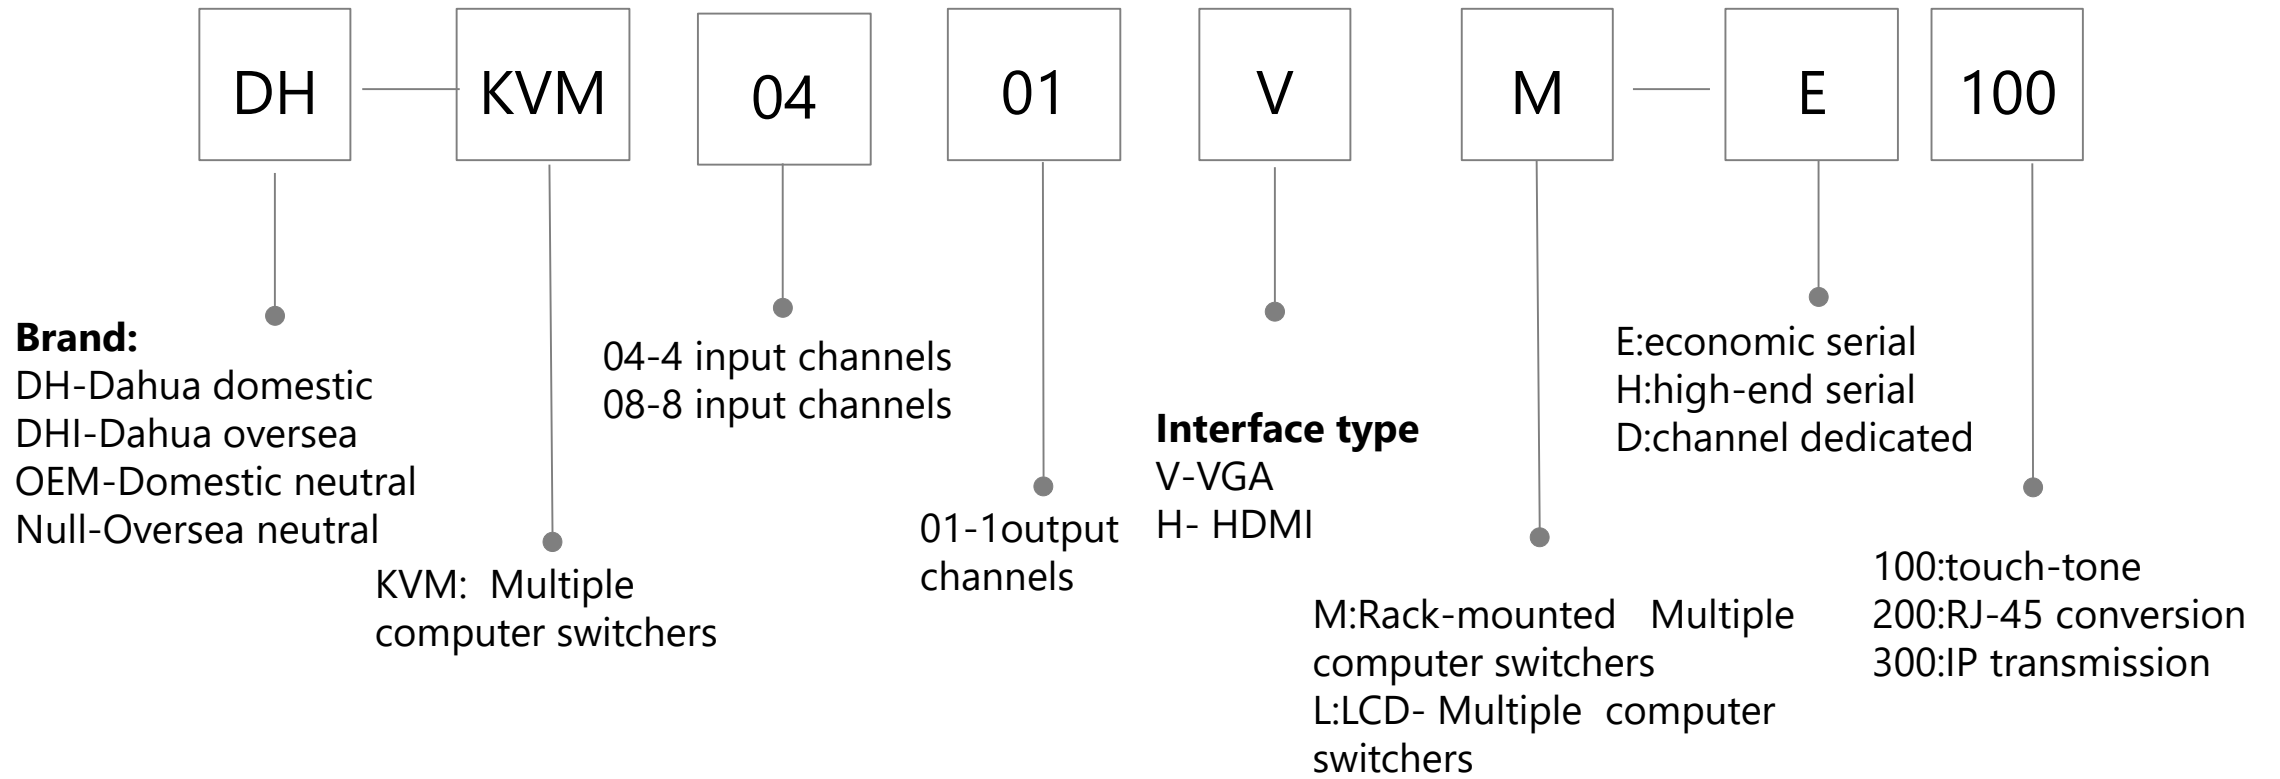 DH
KVM
04
01
V
M
E
100
Brand:
DH-Dahua domestic
DHI-Dahua oversea
OEM-Domestic neutral
Null-Oversea neutral
KVM: Multiple
computer switchers
04-4 input channels
08-8 input channels
01-1output
channels
Interface type
V-VGA
H- HDMI
M:Rack-mounted Multiple
computer switchers
L:LCD- Multiple computer
switchers
E:economic serial
H:high-end serial
D:channel dedicated
100:touch-tone
200:RJ-45 conversion
300:IP transmission